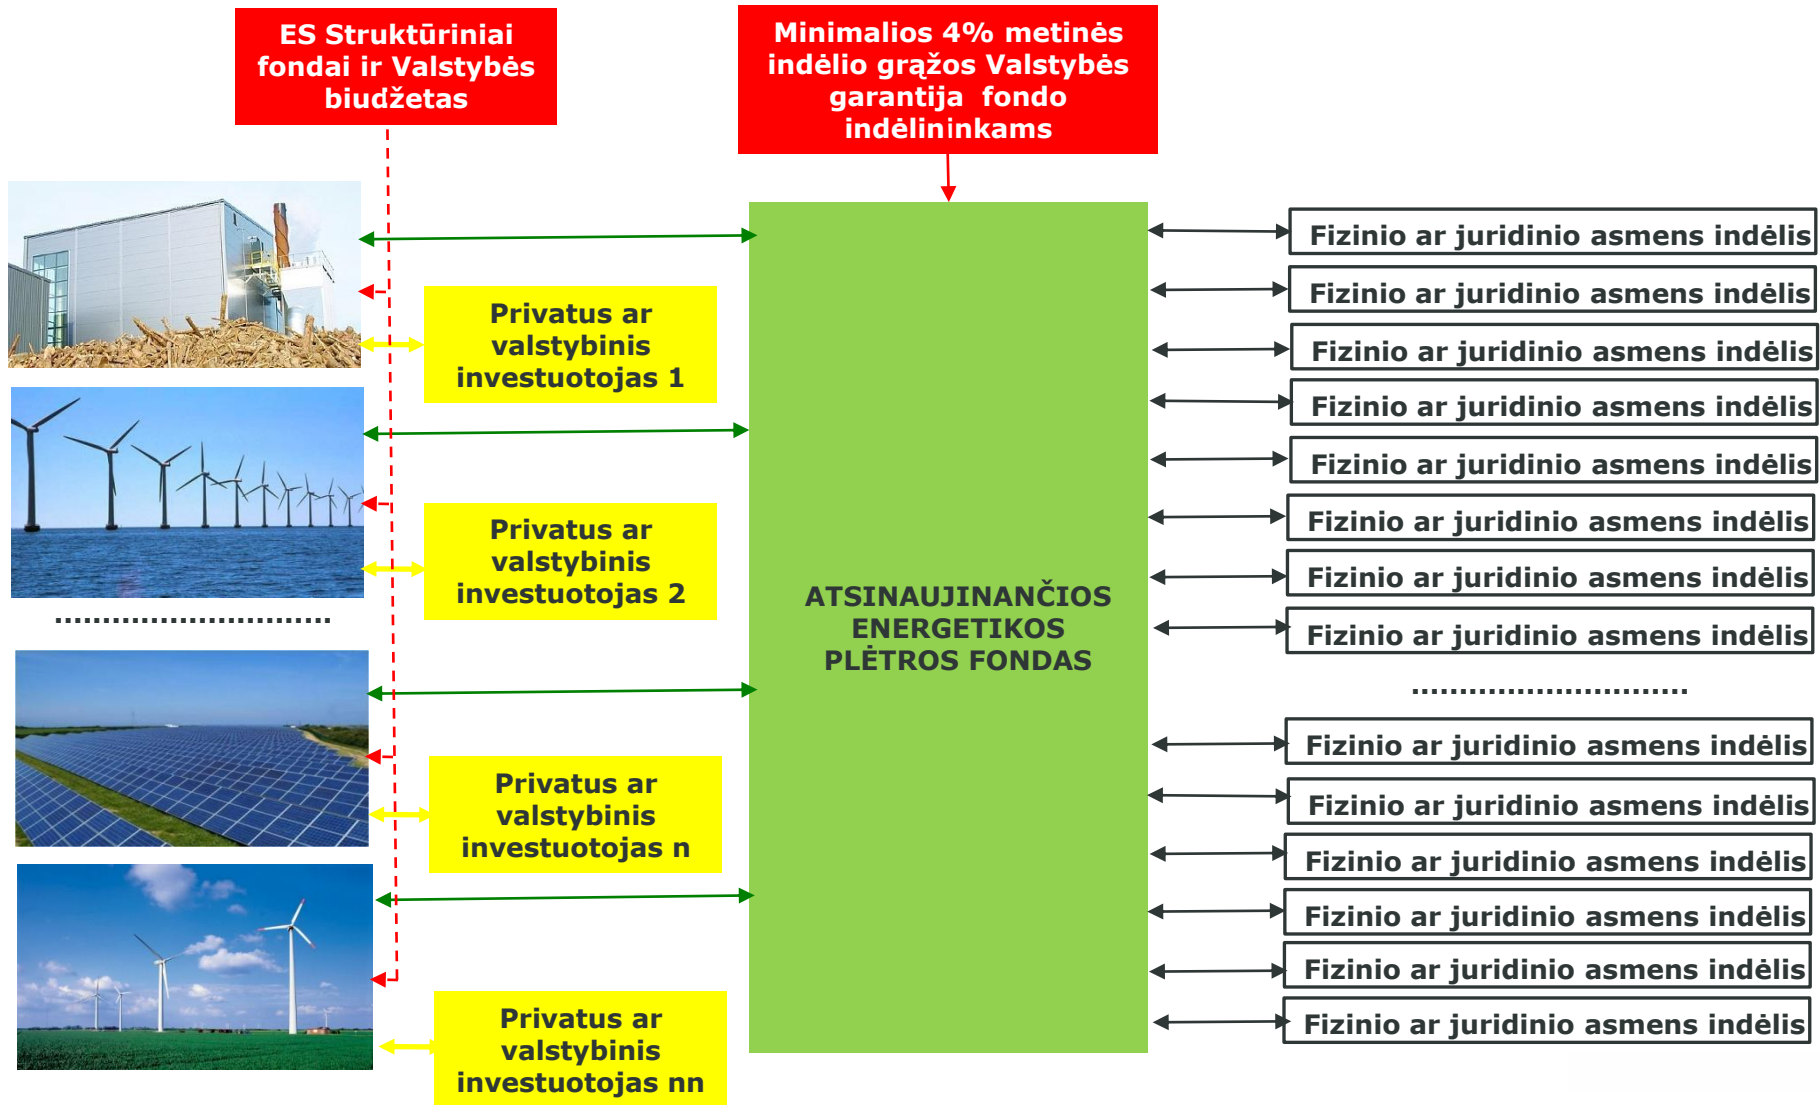 ES Struktūriniai
fondai ir Valstybės
biudžetas
Minimalios 4% metinės
indėlio grąžos Valstybės
garantija fondo
indėlininkams
Privatus ar
valstybinis
investuotojas 1
Privatus ar
valstybinis
investuotojas 2
.............................
Privatus ar
valstybinis
investuotojas n
Privatus ar
valstybinis
investuotojas nn
ATSINAUJINANČIOS
ENERGETIKOS
PLĖTROS FONDAS
Fizinio ar juridinio asmens indėlis
Fizinio ar juridinio asmens indėlis
Fizinio ar juridinio asmens indėlis
Fizinio ar juridinio asmens indėlis
Fizinio ar juridinio asmens indėlis
Fizinio ar juridinio asmens indėlis
Fizinio ar juridinio asmens indėlis
Fizinio ar juridinio asmens indėlis
.............................
Fizinio ar juridinio asmens indėlis
Fizinio ar juridinio asmens indėlis
Fizinio ar juridinio asmens indėlis
Fizinio ar juridinio asmens indėlis
Fizinio ar juridinio asmens indėlis
Fizinio ar juridinio asmens indėlis